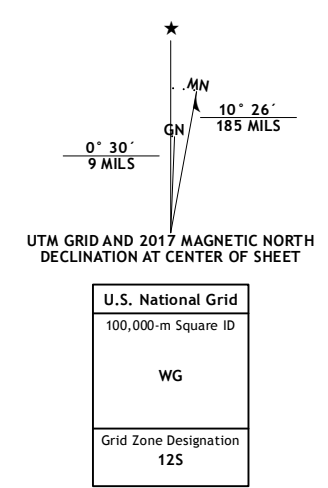 ★
MN
10° 26´
185 MILS
GN
0° 30´
9 MILS
UTM GRID AND 2017 MAGNETIC NORTH
DECLINATION AT CENTER OF SHEET
U.S. National Grid
100,000-m Square ID
WG
Grid Zone Designation
12S